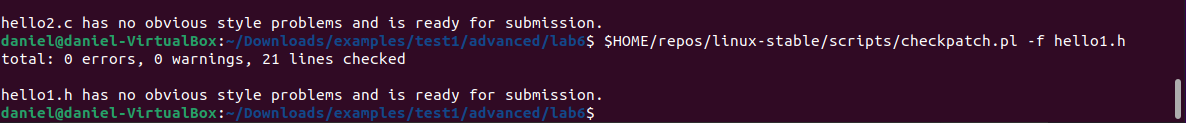 hello2.c has no obvious style problems and is ready for submission.
daniel@daniel-VirtualBox:~/Downloads/examples/test1/advanced/lab6$ $HOME/repos/linux-stable/scripts/checkpatch.pl -f hello1.h
total: 0 errors, 0 warnings, 21 lines checked
hello1.h has no obvious style problems and is ready for submission.
daniel@daniel-VirtualBox:~/Downloads/examples/test1/advanced/lab6$